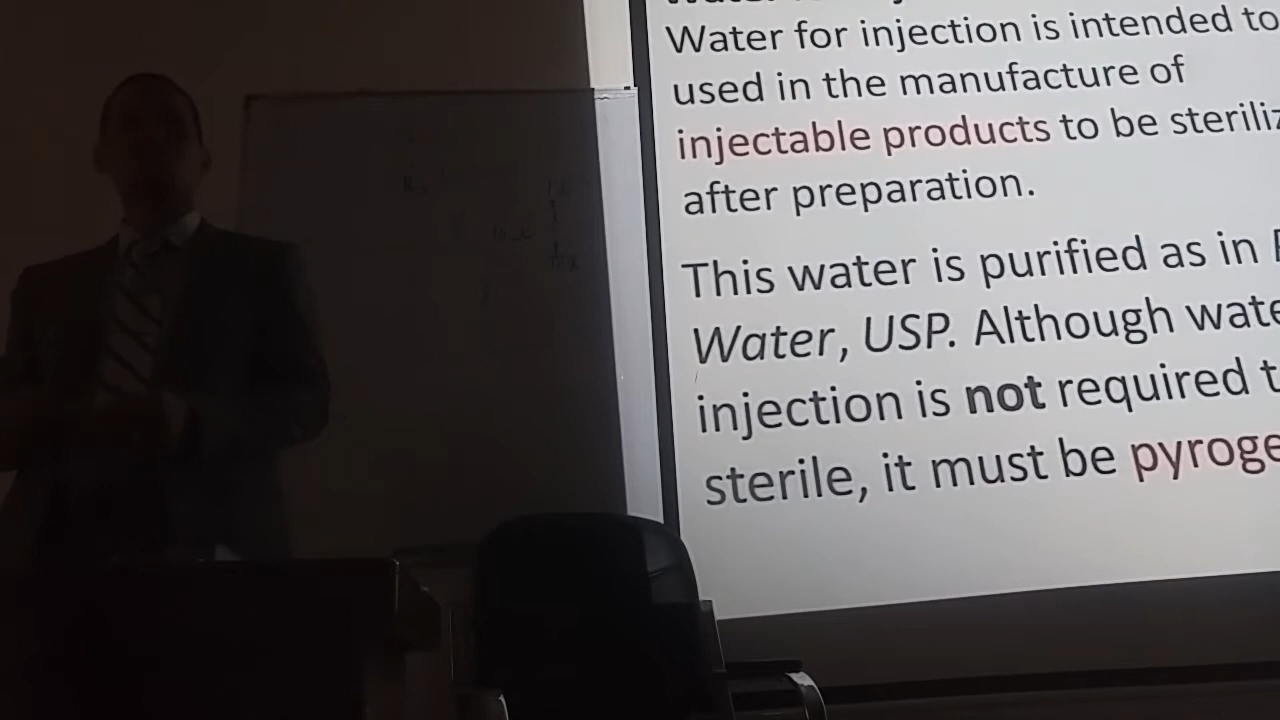 Water for injection is intended to
used in the manufacture of
injectable products to be steriliz
after preparation.
This water is purified as in
Water, USP. Although wate
injection is not required t
sterile, it must be pyroge